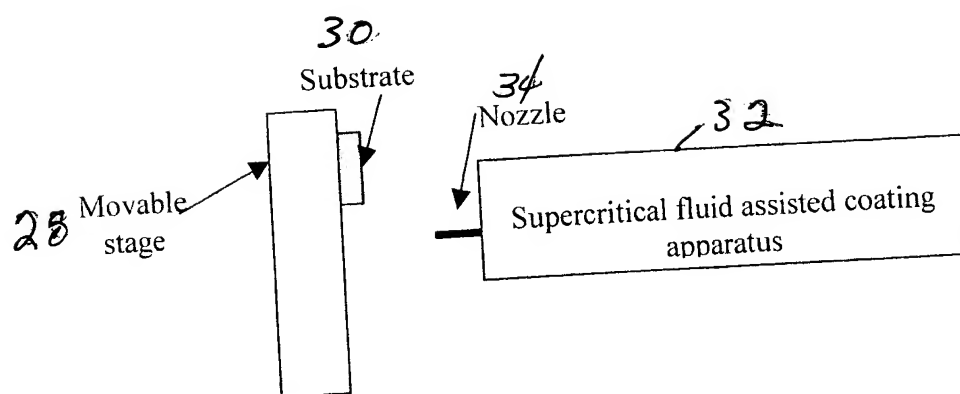 30
Substrate
34
Nozzle
32
28
Movable
stage
Supercritical fluid assisted coating
apparatus